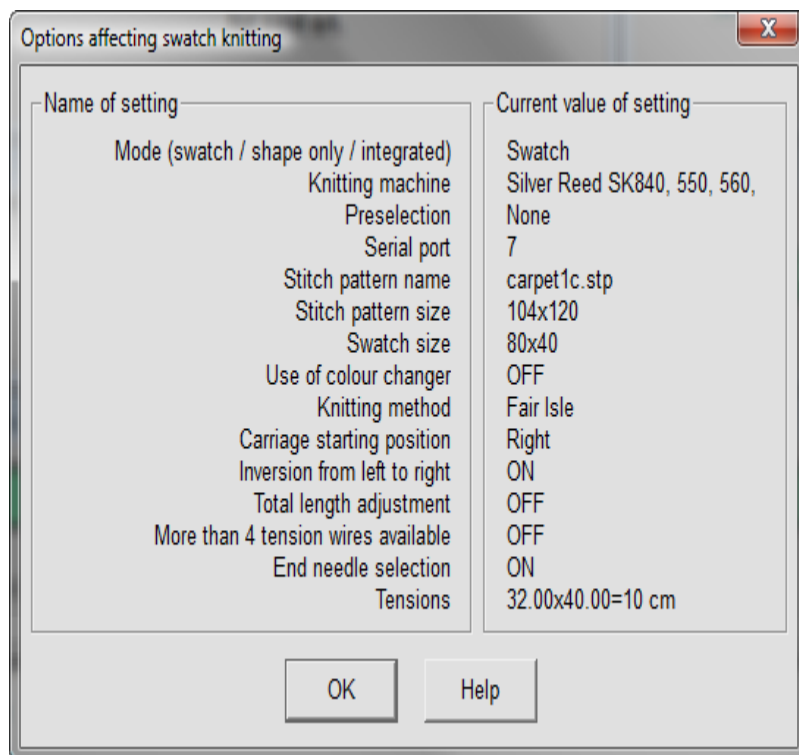 Options affecting swatch knitting
X
Name of setting
Current value of setting
Mode (swatch / shape only / integrated) Swatch
Knitting machine Silver Reed SK840, 550, 560,
Preselection None
Serial port 7
Stitch pattern name carpet1c.stp
Stitch pattern size 104x120
Swatch size 80x40
Use of colour changer OFF
Knitting method Fair Isle
Carriage starting position Right
Inversion from left to right ON
Total length adjustment OFF
More than 4 tension wires available OFF
End needle selection ON
Tensions 32.00x40.00=10 cm
OK Help